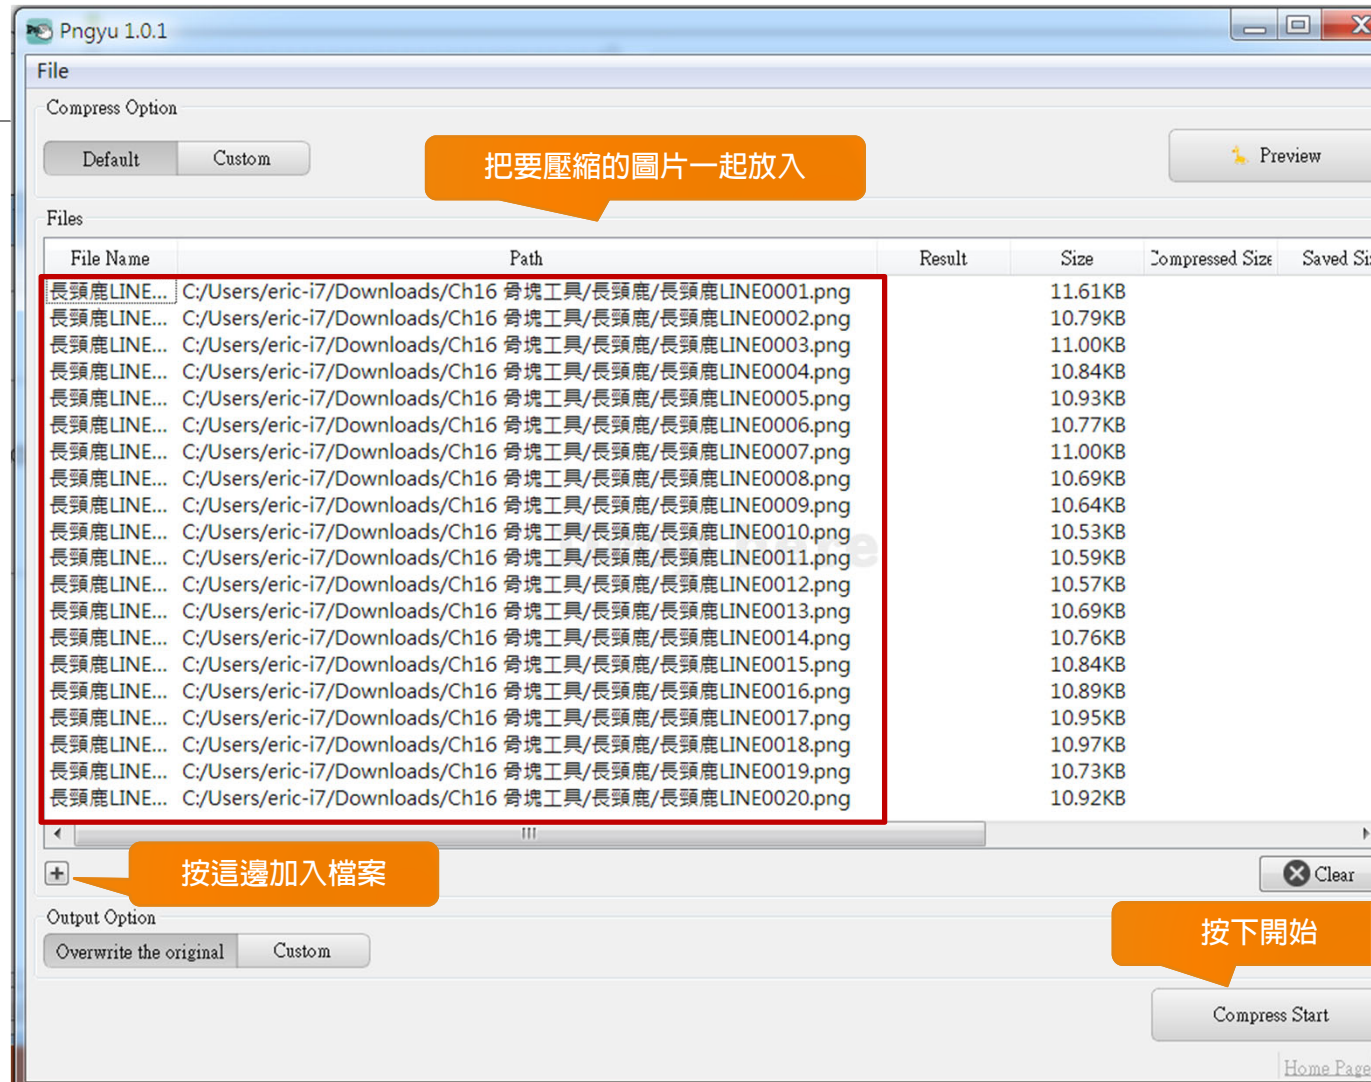 Pngyu 1.0.1
File
Compress Option
Default Custom
把要壓縮的圖片一起放入
Preview
Files
File Name Path Result Size Compressed Size Saved Si
長頸鹿LINE... C:/Users/eric-i7/Downloads/Ch16 骨塊工具/長頸鹿/長頸鹿LINE0001.png 11.61KB
長頸鹿LINE... C:/Users/eric-i7/Downloads/Ch16 骨塊工具/長頸鹿/長頸鹿LINE0002.png 10.79KB
長頸鹿LINE... C:/Users/eric-i7/Downloads/Ch16 骨塊工具/長頸鹿/長頸鹿LINE0003.png 11.00KB
長頸鹿LINE... C:/Users/eric-i7/Downloads/Ch16 骨塊工具/長頸鹿/長頸鹿LINE0004.png 10.84KB
長頸鹿LINE... C:/Users/eric-i7/Downloads/Ch16 骨塊工具/長頸鹿/長頸鹿LINE0005.png 10.93KB
長頸鹿LINE... C:/Users/eric-i7/Downloads/Ch16 骨塊工具/長頸鹿/長頸鹿LINE0006.png 10.77KB
長頸鹿LINE... C:/Users/eric-i7/Downloads/Ch16 骨塊工具/長頸鹿/長頸鹿LINE0007.png 11.00KB
長頸鹿LINE... C:/Users/eric-i7/Downloads/Ch16 骨塊工具/長頸鹿/長頸鹿LINE0008.png 10.69KB
長頸鹿LINE... C:/Users/eric-i7/Downloads/Ch16 骨塊工具/長頸鹿/長頸鹿LINE0009.png 10.64KB
長頸鹿LINE... C:/Users/eric-i7/Downloads/Ch16 骨塊工具/長頸鹿/長頸鹿LINE0010.png 10.53KB
長頸鹿LINE... C:/Users/eric-i7/Downloads/Ch16 骨塊工具/長頸鹿/長頸鹿LINE0011.png 10.59KB
長頸鹿LINE... C:/Users/eric-i7/Downloads/Ch16 骨塊工具/長頸鹿/長頸鹿LINE0012.png 10.57KB
長頸鹿LINE... C:/Users/eric-i7/Downloads/Ch16 骨塊工具/長頸鹿/長頸鹿LINE0013.png 10.69KB
長頸鹿LINE... C:/Users/eric-i7/Downloads/Ch16 骨塊工具/長頸鹿/長頸鹿LINE0014.png 10.76KB
長頸鹿LINE... C:/Users/eric-i7/Downloads/Ch16 骨塊工具/長頸鹿/長頸鹿LINE0015.png 10.84KB
長頸鹿LINE... C:/Users/eric-i7/Downloads/Ch16 骨塊工具/長頸鹿/長頸鹿LINE0016.png 10.89KB
長頸鹿LINE... C:/Users/eric-i7/Downloads/Ch16 骨塊工具/長頸鹿/長頸鹿LINE0017.png 10.95KB
長頸鹿LINE... C:/Users/eric-i7/Downloads/Ch16 骨塊工具/長頸鹿/長頸鹿LINE0018.png 10.97KB
長頸鹿LINE... C:/Users/eric-i7/Downloads/Ch16 骨塊工具/長頸鹿/長頸鹿LINE0019.png 10.73KB
長頸鹿LINE... C:/Users/eric-i7/Downloads/Ch16 骨塊工具/長頸鹿/長頸鹿LINE0020.png 10.92KB
按這邊加入檔案
Clear
Output Option
Overwrite the original Custom
按下開始
Compress Start
Home Page